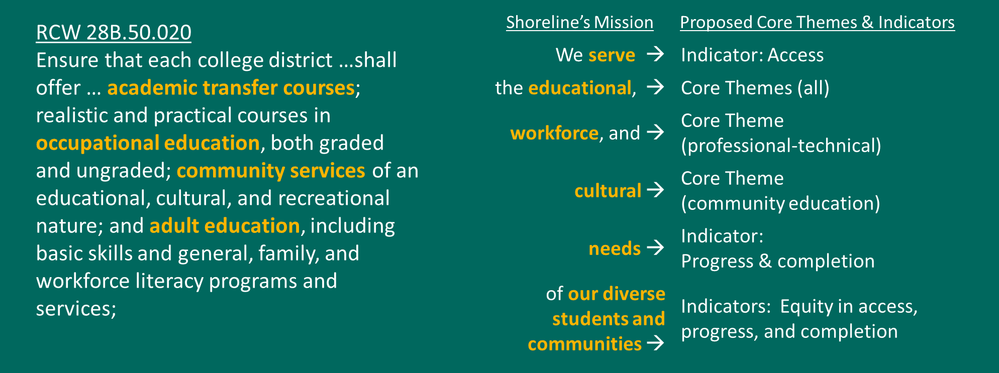 RCW 28B.50.020
Ensure that each college district …shall
offer … academic transfer courses;
realistic and practical courses in
occupational education, both graded
and ungraded; community services of an
educational, cultural, and recreational
nature; and adult education, including
basic skills and general, family, and
workforce literacy programs and
services;
Shoreline’s Mission
Proposed Core Themes & Indicators
We serve →
Indicator: Access
the educational, →
Core Themes (all)
workforce, and →
Core Theme
(professional-technical)
cultural →
Core Theme
(community education)
needs →
Indicator:
Progress & completion
of our diverse
students and
communities →
Indicators:  Equity in access,
progress, and completion